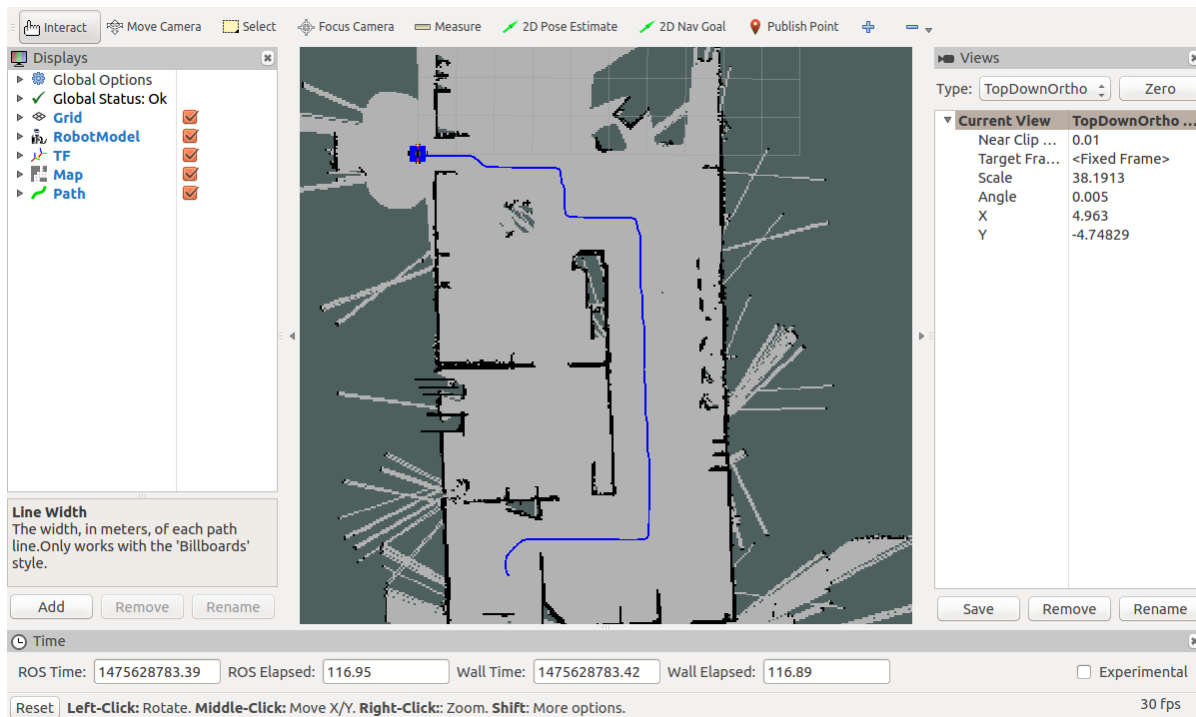 Interact Move Camera Select Focus Camera Measure 2D Pose Estimate 2D Nav Goal Publish Point
Displays
Global Options
Global Status: Ok
Grid
RobotModel
TF
Map
Path
Line Width
The width, in meters, of each path
line.Only works with the 'Billboards'
style.
Add Remove Rename
Views
Type: TopDownOrtho Zero
Current View TopDownOrtho ...
Near Clip ... 0.01
Target Fra... <Fixed Frame>
Scale 38.1913
Angle 0.005
X 4.963
Y -4.74829
Save Remove Rename
Time
ROS Time: 1475628783.39 ROS Elapsed: 116.95 Wall Time: 1475628783.42 Wall Elapsed: 116.89 Experimental
Reset Left-Click: Rotate. Middle-Click: Move X/Y. Right-Click:: Zoom. Shift: More options. 30 fps